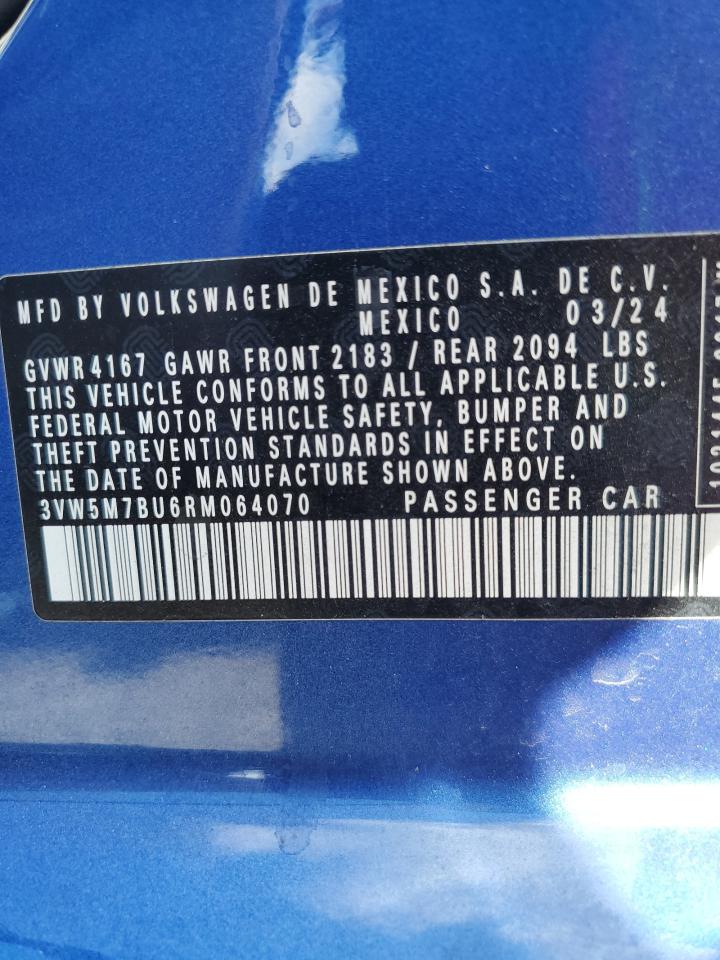 MFD BY VOLKSWAGEN DE MEXICO S.A. DE C.V.
MEXICO 03/24
GVWR 4167 GAWR FRONT 2183 / REAR 2094 LBS
THIS VEHICLE CONFORMS TO ALL APPLICABLE U.S.
FEDERAL MOTOR VEHICLE SAFETY, BUMPER AND
THEFT PREVENTION STANDARDS IN EFFECT ON
THE DATE OF MANUFACTURE SHOWN ABOVE.
3VW5M7BU6RM064070 PASSENGER CAR